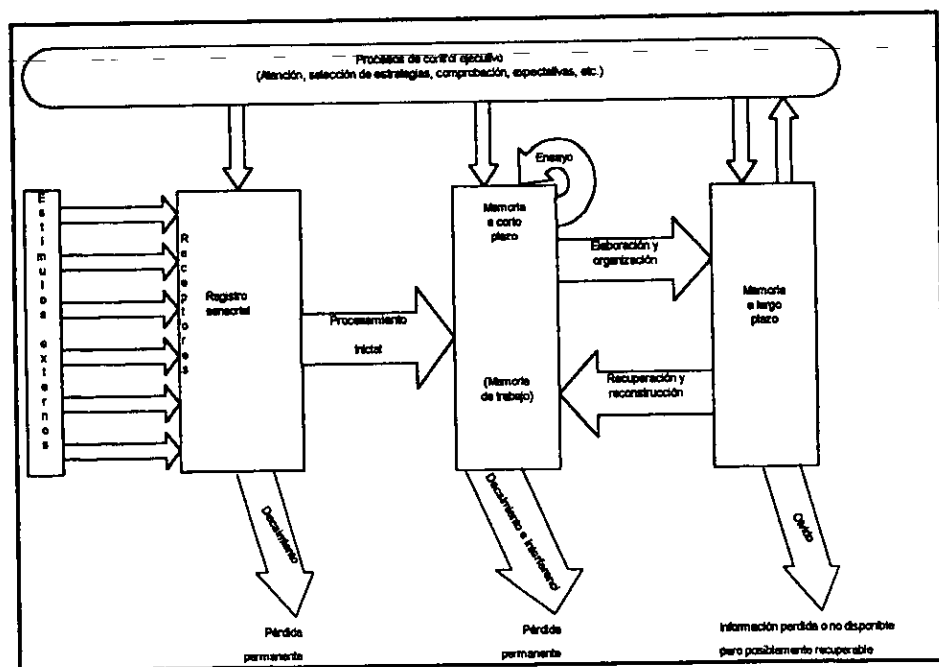 Procesos de control ejecutivo
(Atención, selección de estrategias, comprobación, expectativas, etc.)
Estímulos externos
Receptores
Registro
sensorial
Procesamiento
Inicial
Memoria
a corto
plazo
(Memoria
de trabajo)
Ensayo
Elaboración y
organización
Recuperación y
reconstrucción
Memoria
a largo
plazo
Decaimiento
Decaimiento e Interferenci
Olvido
Pérdida
permanente
Pérdida
permanente
Información perdida o no disponible
pero posiblemente recuperable